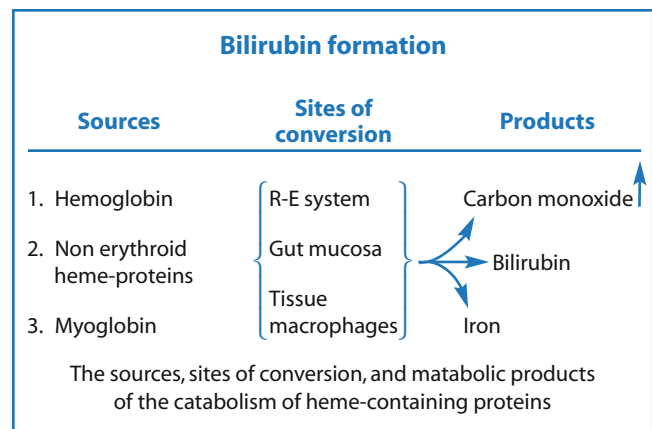 Bilirubin formation
Sources
Sites of
conversion
Products
1. Hemoglobin
R-E system
Carbon monoxide
2. Non erythroid
heme-proteins
Gut mucosa
Bilirubin
3. Myoglobin
Tissue
macrophages
Iron
The sources, sites of conversion, and matabolic products
of the catabolism of heme-containing proteins